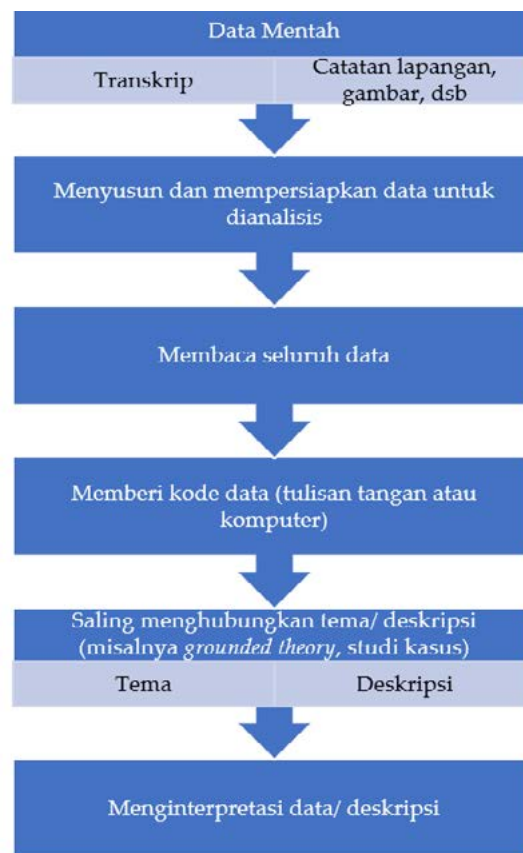 Data Mentah
Transkrip
Catatan lapangan,
gambar, dsb
Menyusun dan mempersiapkan data untuk
dianalisis
Membaca seluruh data
Memberi kode data (tulisan tangan atau
komputer)
Saling menghubungkan tema/ deskripsi
(misalnya grounded theory, studi kasus)
Tema
Deskripsi
Menginterpretasi data/ deskripsi